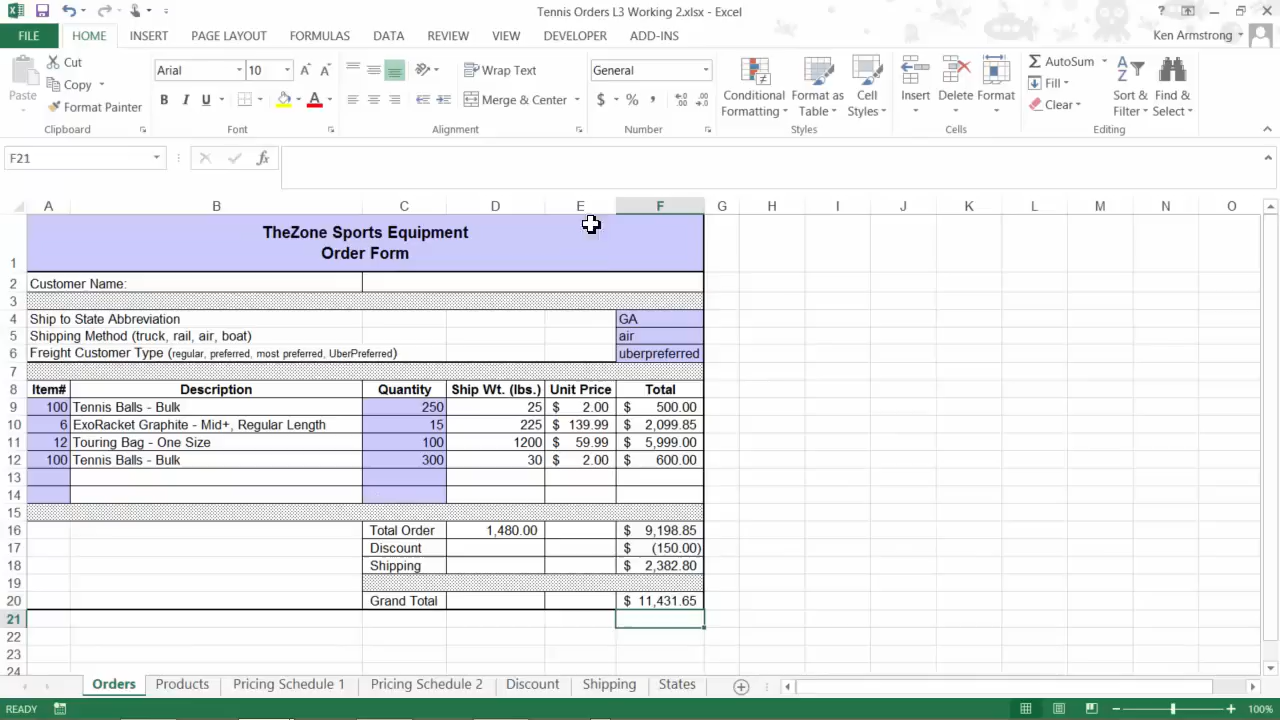 Tennis Orders L3 Working 2.xlsx - Excel
?
FILE HOME INSERT PAGE LAYOUT FORMULAS DATA REVIEW VIEW DEVELOPER ADD-INS Ken Armstrong
Paste
Cut
Copy
Format Painter
Clipboard
Arial 10 A A
B I U A
Font
Wrap Text
Merge & Center
Alignment
General
$ % , .0 .00 .00 .0
Number
Conditional Formatting
Format as Table
Cell Styles
Styles
Insert Delete Format
Cells
AutoSum
Fill
Clear
Sort & Filter
Find & Select
Editing
F21 fx
A B C D E F G H I J K L M N O
TheZone Sports Equipment
1 Order Form
2 Customer Name:
3
4 Ship to State Abbreviation GA
5 Shipping Method (truck, rail, air, boat) air
6 Freight Customer Type (regular, preferred, most preferred, UberPreferred) uberpreferred
7
8 Item# Description Quantity Ship Wt. (lbs.) Unit Price Total
9 100 Tennis Balls - Bulk 250 25 $ 2.00 $ 500.00
10 6 ExoRacket Graphite - Mid+, Regular Length 15 225 $ 139.99 $ 2,099.85
11 12 Touring Bag - One Size 100 1200 $ 59.99 $ 5,999.00
12 100 Tennis Balls - Bulk 300 30 $ 2.00 $ 600.00
13
14
15
16 Total Order 1,480.00 $ 9,198.85
17 Discount $ (150.00)
18 Shipping $ 2,382.80
19
20 Grand Total $ 11,431.65
21
22
23
24
Orders Products Pricing Schedule 1 Pricing Schedule 2 Discount Shipping States
READY 100%